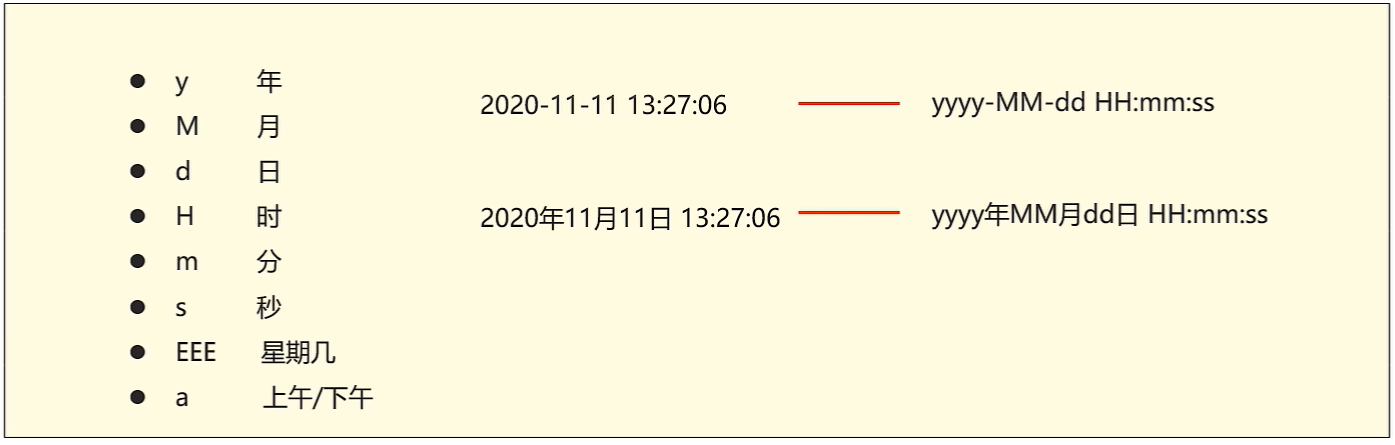 ● y 年
● M 月
● d 日
● H 时
● m 分
● s 秒
● EEE 星期几
● a 上午/下午
2020-11-11 13:27:06 yyyy-MM-dd HH:mm:ss
2020年11月11日 13:27:06 yyyy年MM月dd日 HH:mm:ss